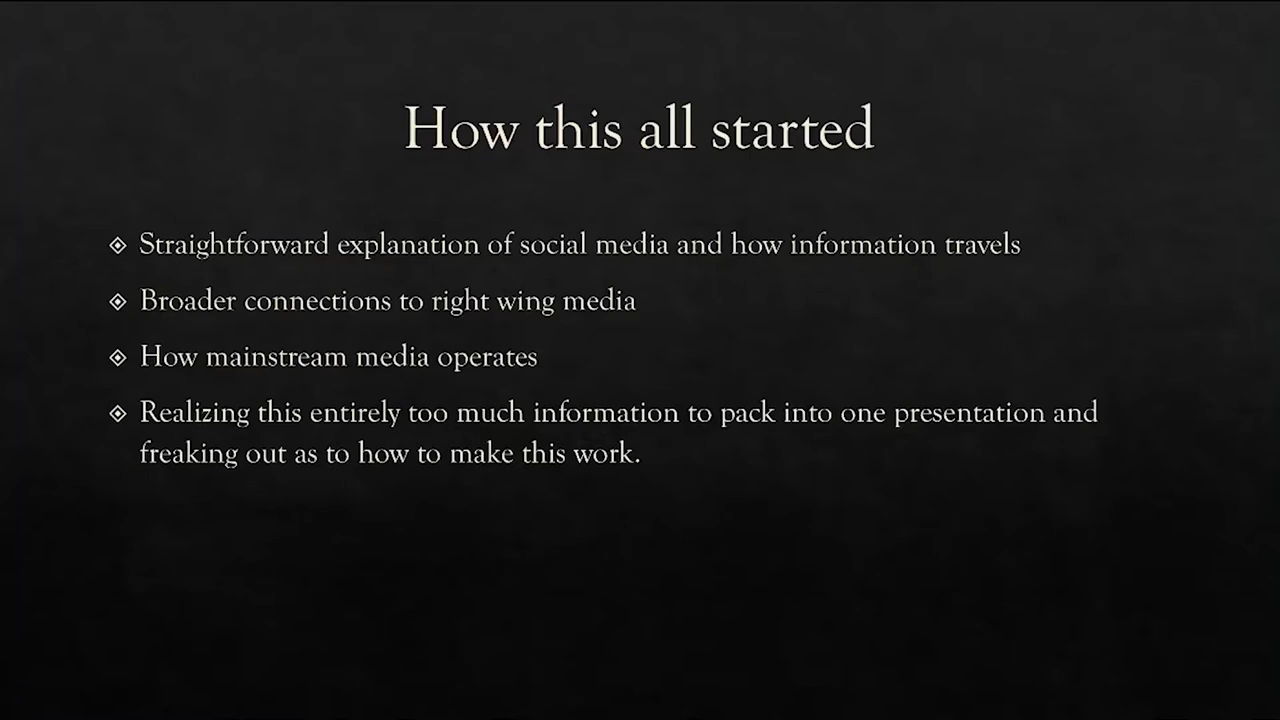 How this all started
Straightforward explanation of social media and how information travels
Broader connections to right wing media
How mainstream media operates
Realizing this entirely too much information to pack into one presentation and
freaking out as to how to make this work.